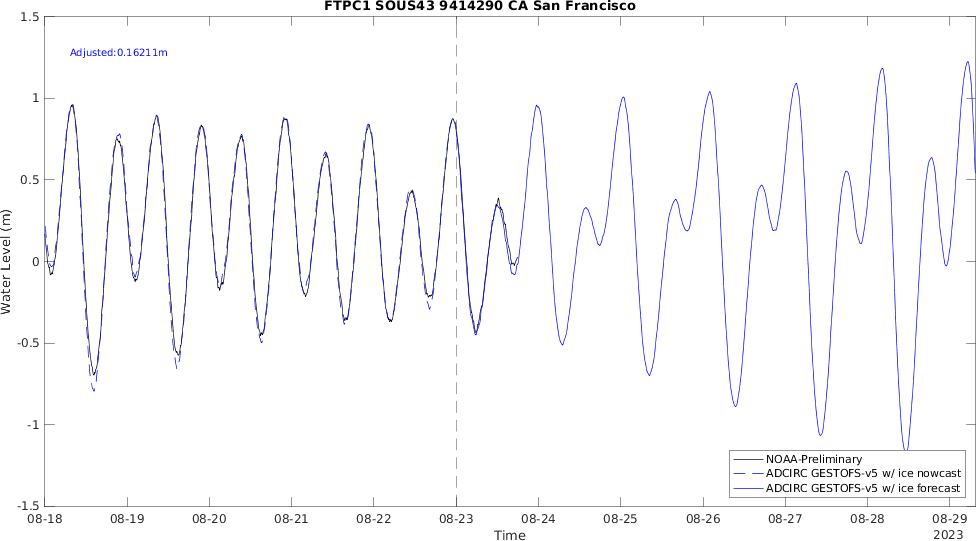 FTPC1 SOUS43 9414290 CA San Francisco
Adjusted:0.16211m
Water Level (m)
1.5
1
0.5
0
-0.5
-1
-1.5
NOAA-Preliminary
ADCIRC GESTOFS-v5 w/ ice nowcast
ADCIRC GESTOFS-v5 w/ ice forecast
08-18 08-19 08-20 08-21 08-22 08-23 08-24 08-25 08-26 08-27 08-28 08-29
Time
2023